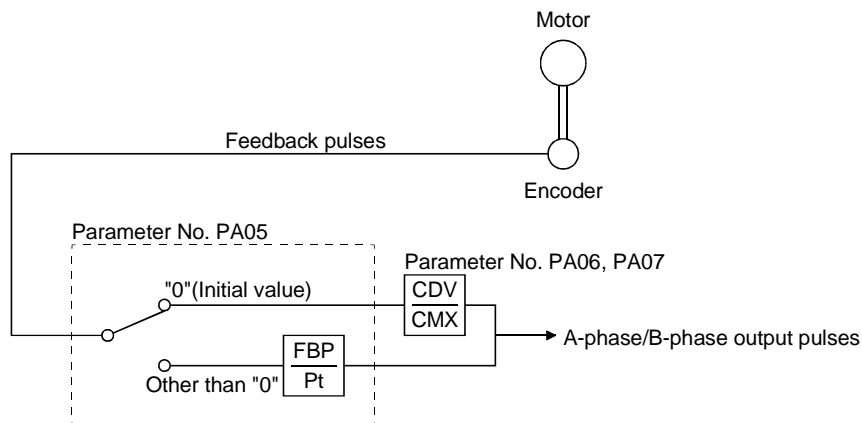 Motor
Feedback pulses
Encoder
Parameter No. PA05
Parameter No. PA06, PA07
"0"(Initial value)
CDV
CMX
A-phase/B-phase output pulses
FBP
Pt
Other than "0"